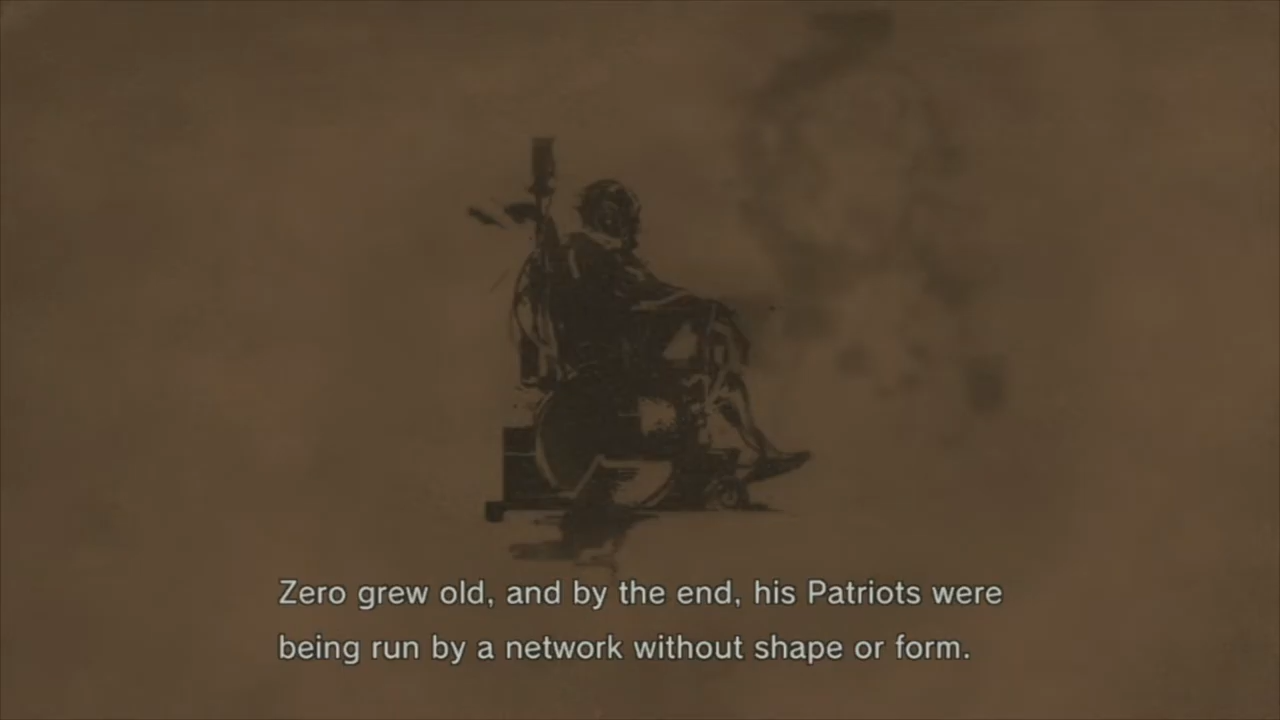 Zero grew old, and by the end, his Patriots were
being run by a network without shape or form.